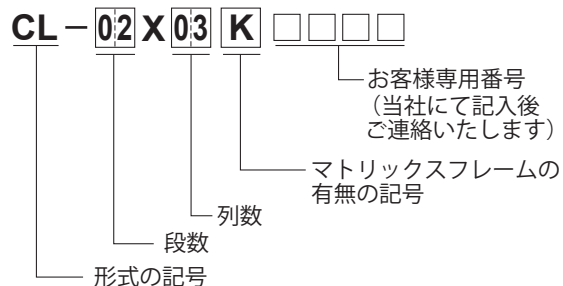 CL-02X03K□□□□
お客様専用番号
（当社にて記入後
ご連絡いたします）
マトリックスフレームの
有無の記号
列数
段数
形式の記号